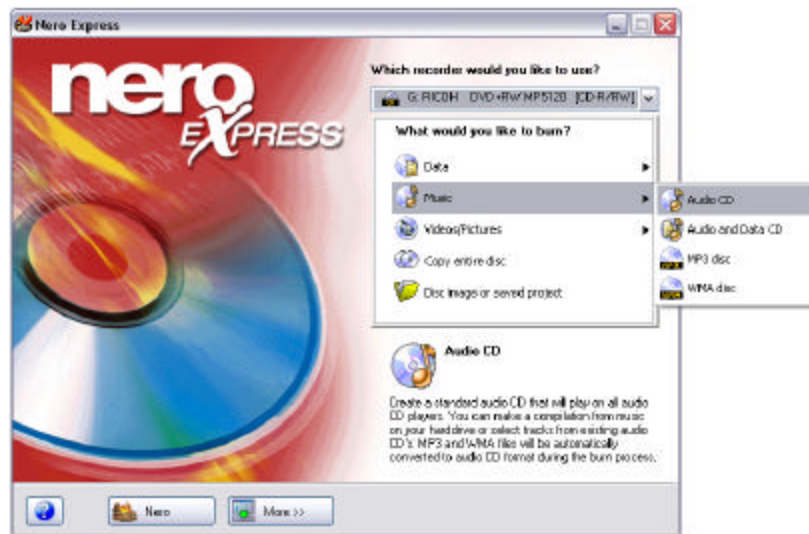 Nero Express
nero
EXPRESS
Which recorder would you like to use?
G: RICOH DVD+RW MP5120 [CD-R/RW]
What would you like to burn?
Data
Music
Videos/Pictures
Copy entire disc
Disc Image or saved project
Audio CD
Audio and Data CD
MP3 disc
WMA disc
Audio CD
Create a standard audio CD that will play on all audio
CD players. You can make a compilation from music
on your harddrive or select tracks from existing audio
CD's. MP3 and WMA files will be automatically
converted to audio CD format during the burn process.
Nero
More >>